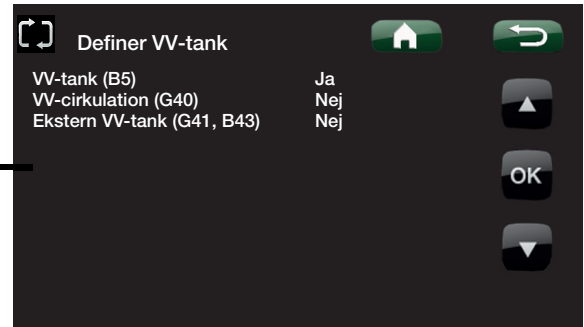 Definer VV-tank
VV-tank (B5) Ja
VV-cirkulation (G40) Nej
Ekstern VV-tank (G41, B43) Nej
OK